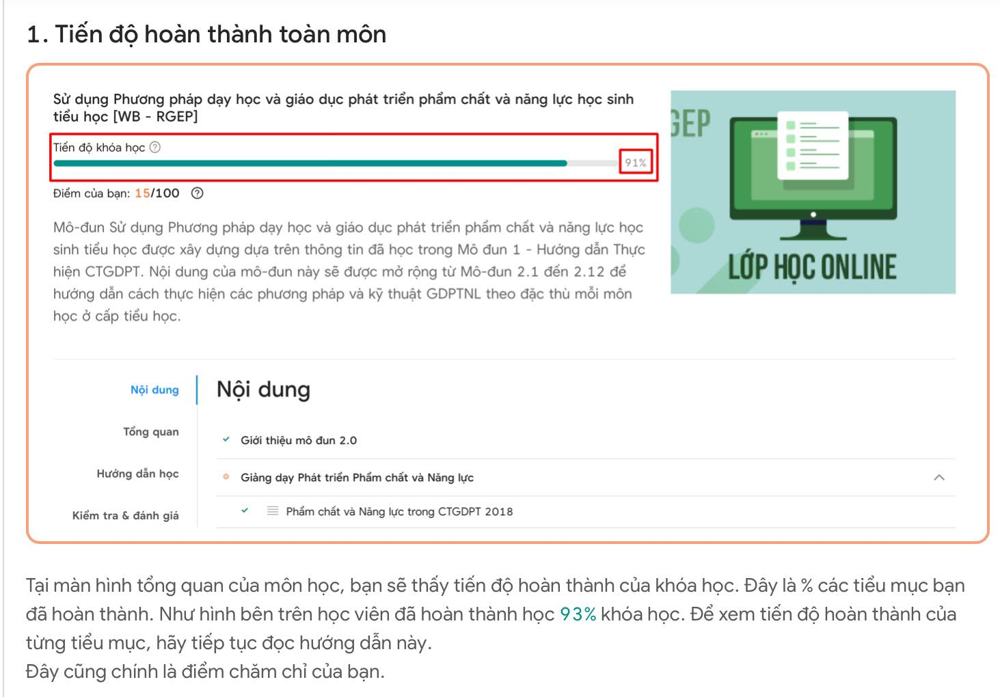 1. Tiến độ hoàn thành toàn môn
Sử dụng Phương pháp dạy học và giáo dục phát triển phẩm chất và năng lực học sinh
tiểu học [WB - RGEP]
Tiến độ khóa học
91%
Điểm của bạn: 15/100
Mô-đun Sử dụng Phương pháp dạy học và giáo dục phát triển phẩm chất và năng lực học
sinh tiểu học được xây dựng dựa trên thông tin đã học trong Mô đun 1 - Hướng dẫn Thực
hiện CTGDPT. Nội dung của mô-đun này sẽ được mở rộng từ Mô-đun 2.1 đến 2.12 để
hướng dẫn cách thực hiện các phương pháp và kỹ thuật GDPTNL theo đặc thù mỗi môn
học ở cấp tiểu học.
GEP
LỚP HỌC ONLINE
Nội dung
Tổng quan
Hướng dẫn học
Kiểm tra & đánh giá
Nội dung
Giới thiệu mô đun 2.0
Giảng dạy Phát triển Phẩm chất và Năng lực
Phẩm chất và Năng lực trong CTGDPT 2018
Tại màn hình tổng quan của môn học, bạn sẽ thấy tiến độ hoàn thành của khóa học. Đây là % các tiểu mục bạn
đã hoàn thành. Như hình bên trên học viên đã hoàn thành học 93% khóa học. Để xem tiến độ hoàn thành của
từng tiểu mục, hãy tiếp tục đọc hướng dẫn này.
Đây cũng chính là điểm chăm chỉ của bạn.